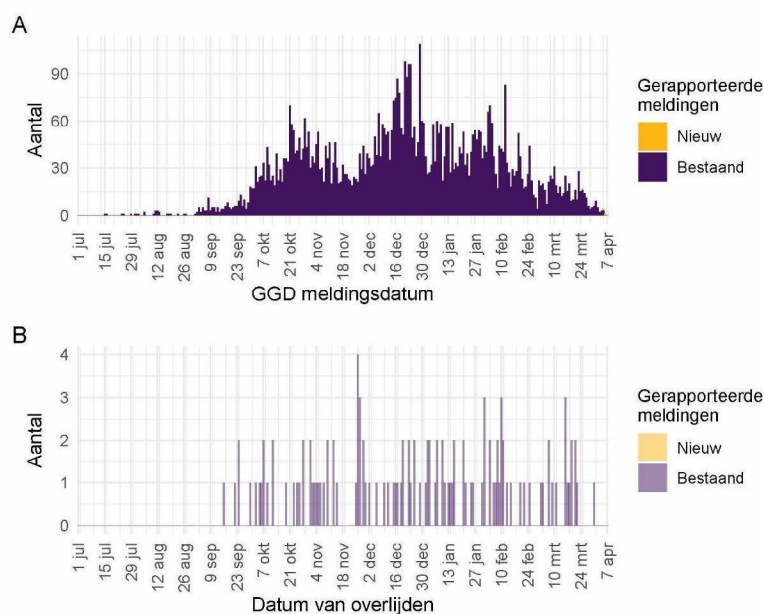 A
Aantal
90
60
30
0
1 jul
15 jul
29 jul
12 aug
26 aug
9 sep
23 sep
7 okt
21 okt
4 nov
18 nov
2 dec
16 dec
30 dec
13 jan
27 jan
10 feb
24 feb
10 mrt
24 mrt
7 apr
GGD meldingsdatum
Gerapporteerde
meldingen
Nieuw
Bestaand
B
Aantal
4
3
2
1
0
1 jul
15 jul
29 jul
12 aug
26 aug
9 sep
23 sep
7 okt
21 okt
4 nov
18 nov
2 dec
16 dec
30 dec
13 jan
27 jan
10 feb
24 feb
10 mrt
24 mrt
7 apr
Datum van overlijden
Gerapporteerde
meldingen
Nieuw
Bestaand